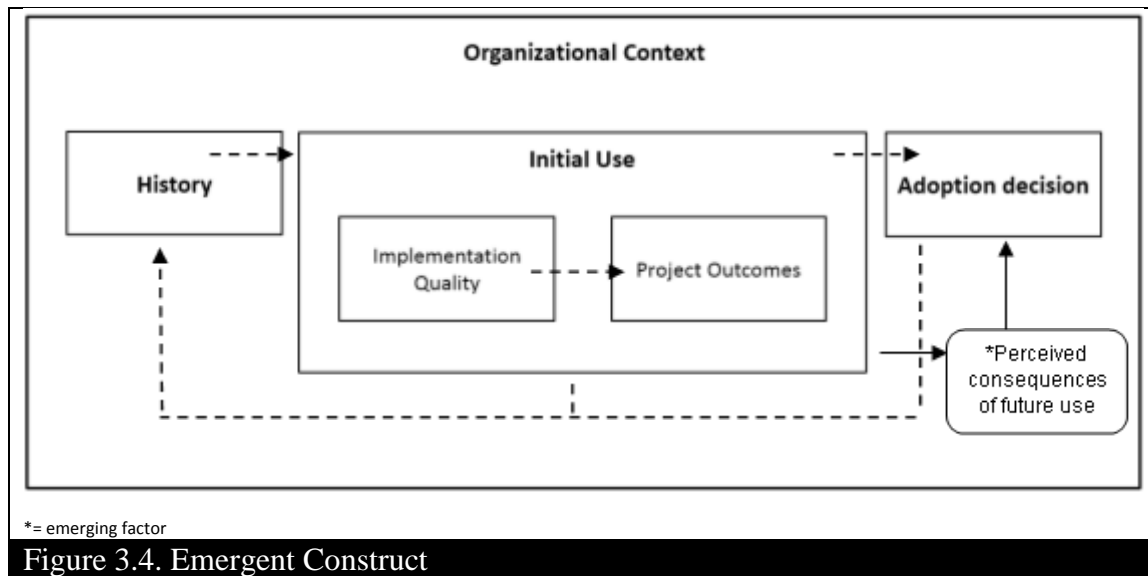 Organizational Context
History
Initial Use
Adoption decision
Implementation
Quality
Project Outcomes
*Perceived
consequences
of future use
*= emerging factor
Figure 3.4. Emergent Construct